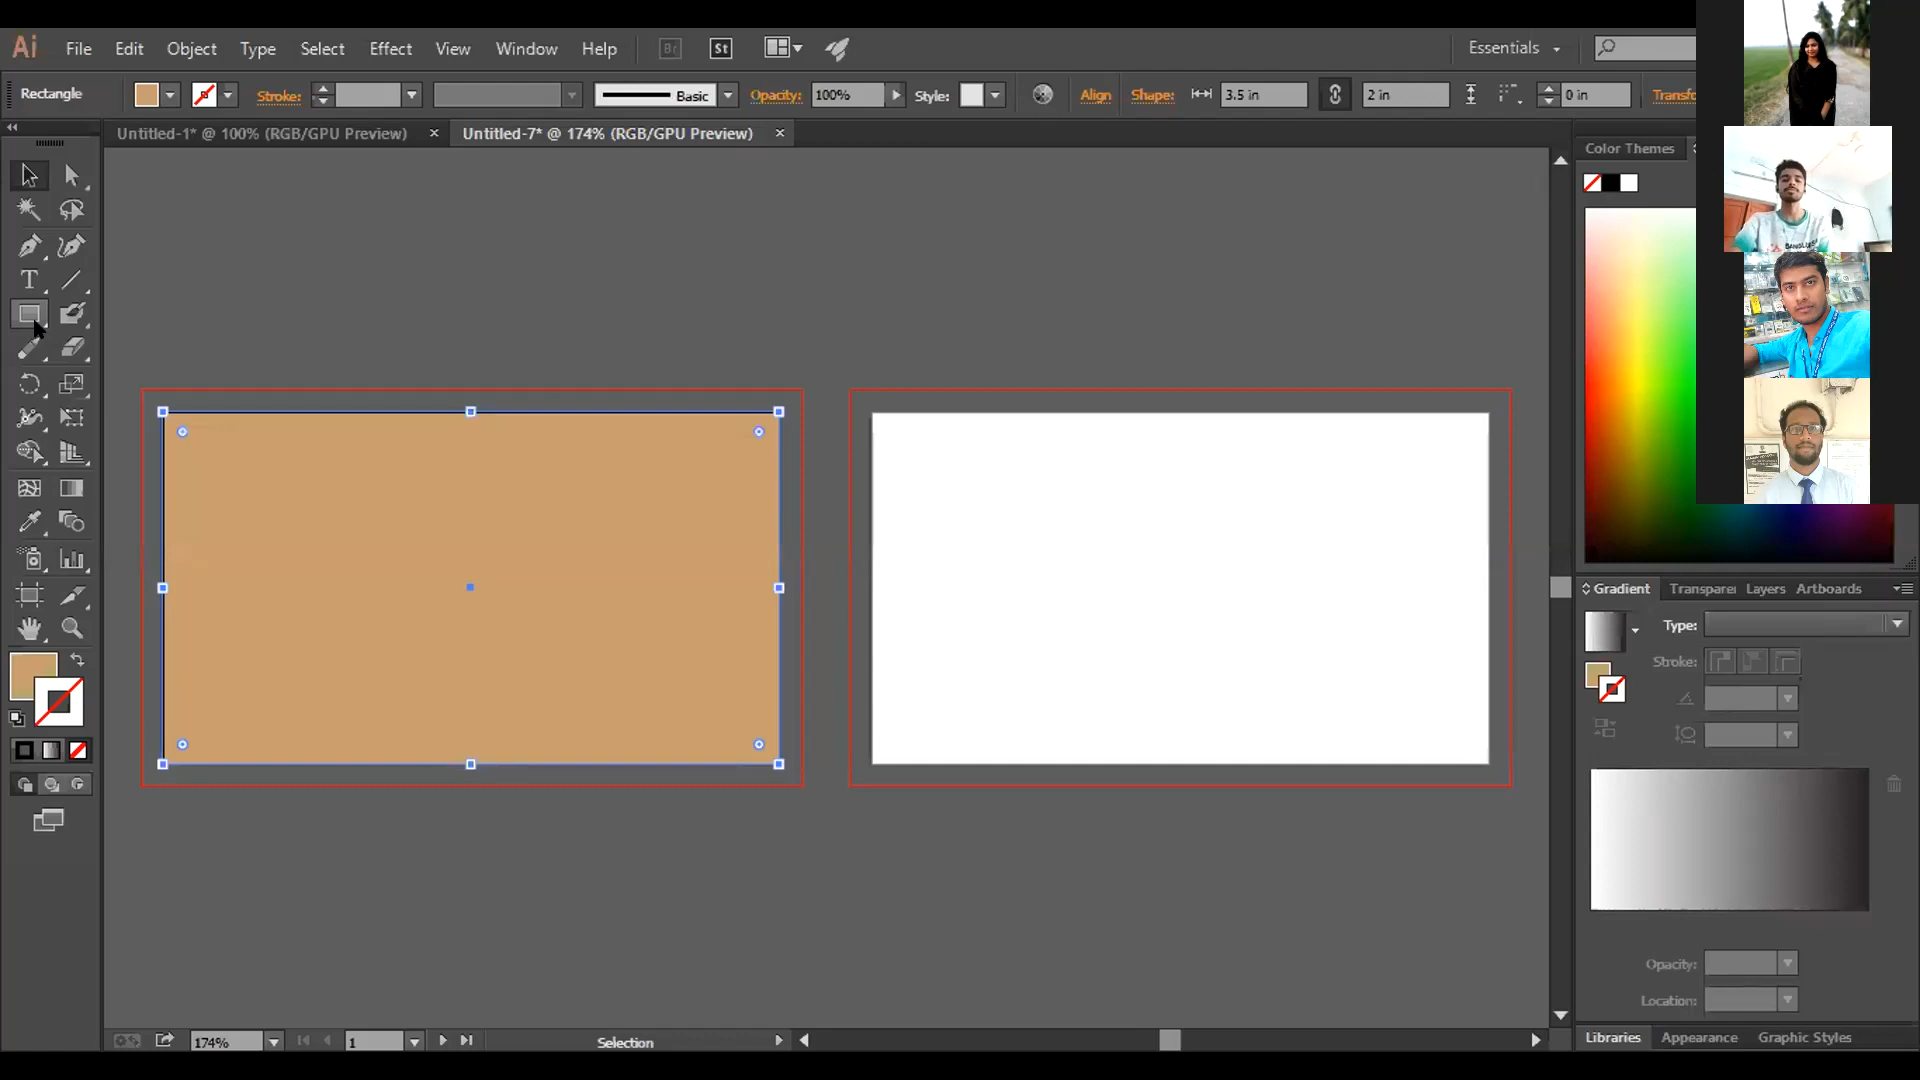 Ai File Edit Object Type Select Effect View Window Help Br St Essentials
Rectangle Stroke: Basic Opacity: 100% Style: Align Shape: 3.5 in 2 in 0 in Transfo
Untitled-1* @ 100% (RGB/GPU Preview) × Untitled-7* @ 174% (RGB/GPU Preview) ×
Color Themes
T
Gradient Transparei Layers Artboards
Type:
Stroke:
Opacity:
Location:
174% 1 Selection
Libraries Appearance Graphic Styles